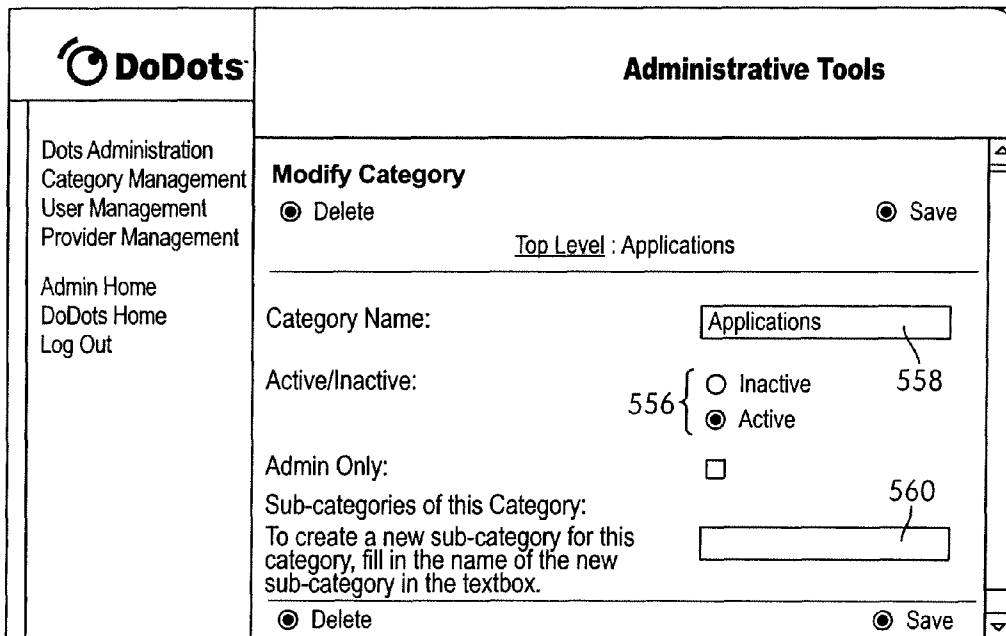 DoDots
Administrative Tools
Dots Administration
Category Management
User Management
Provider Management
Admin Home
DoDots Home
Log Out
Modify Category
Delete
Save
Top Level : Applications
Category Name:
Applications
558
Active/Inactive:
556
Inactive
Active
Admin Only:
560
Sub-categories of this Category:
To create a new sub-category for this
category, fill in the name of the new
sub-category in the textbox.
Delete
Save